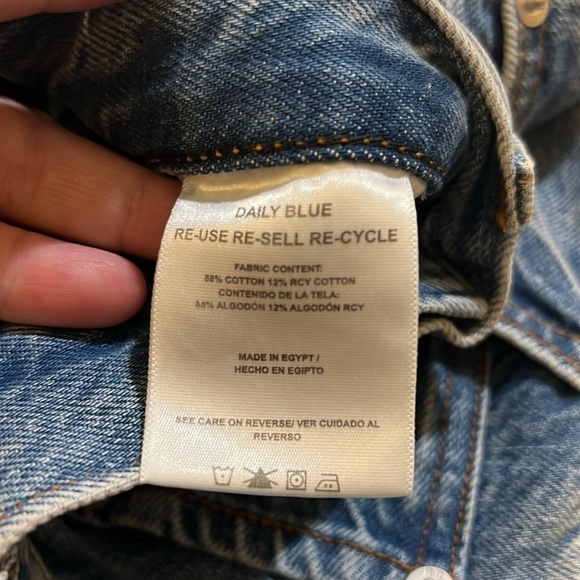 DAILY BLUE
RE-USE RE-SELL RE-CYCLE
FABRIC CONTENT:
88% COTTON 12% RCY COTTON
CONTENIDO DE LA TELA:
88% ALGODÓN 12% ALGODÓN RCY
MADE IN EGYPT /
HECHO EN EGIPTO
SEE CARE ON REVERSE/ VER CUIDADO AL
REVERSO